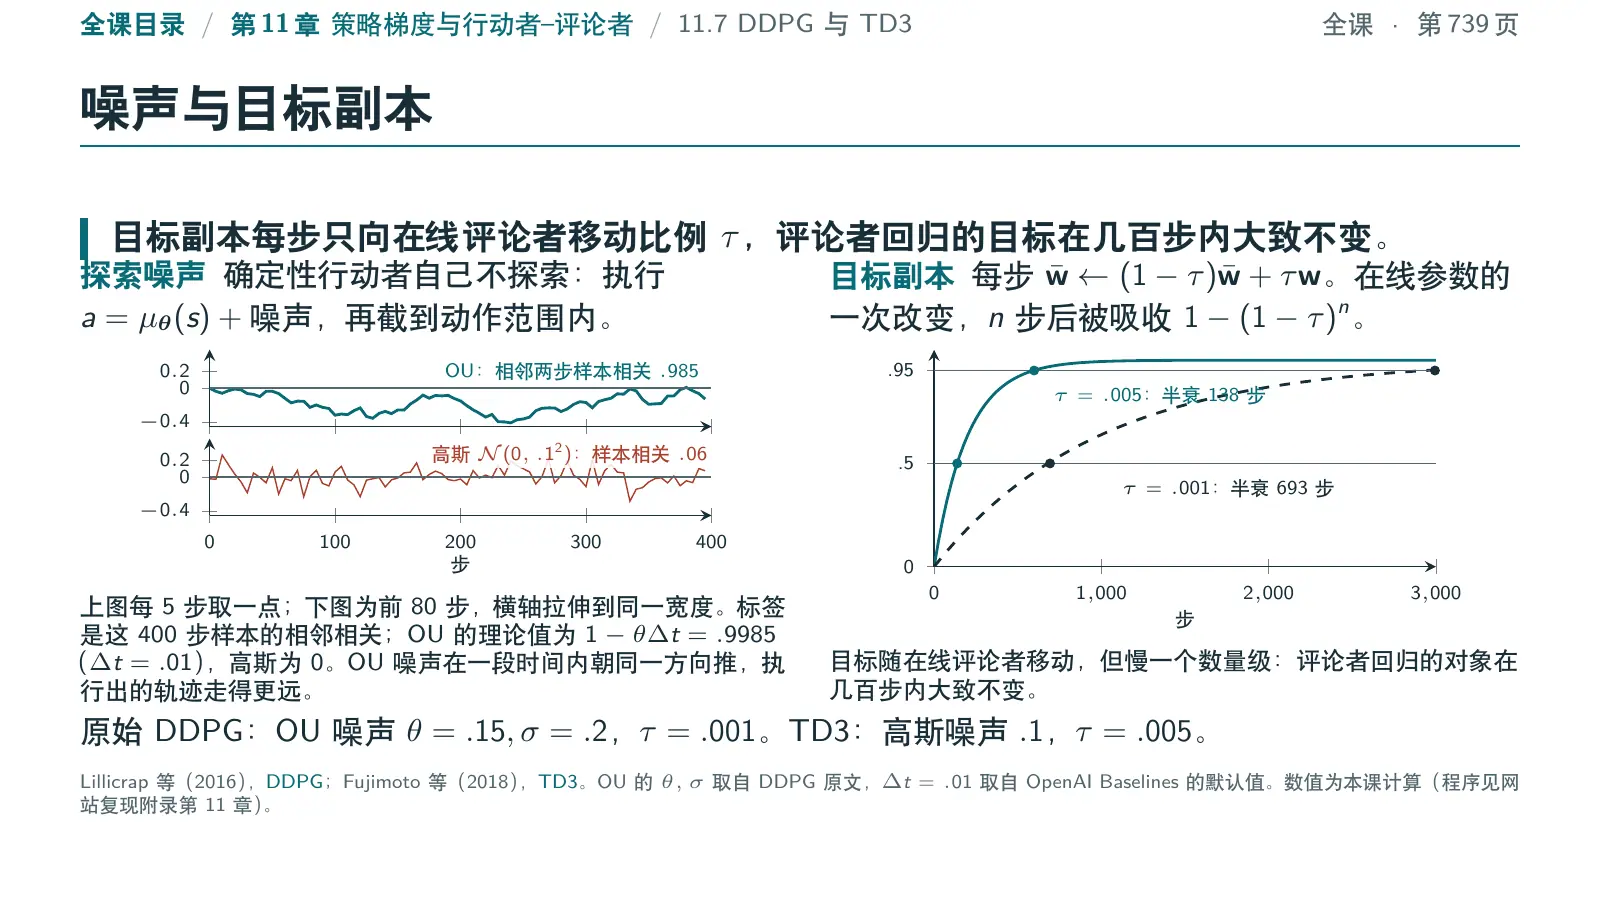 全课目录 / 第 11 章 策略梯度与行动者–评论者 / 11.7 DDPG 与 TD3
全课 · 第 739 页
噪声与目标副本
目标副本每步只向在线评论者移动比例 τ，评论者回归的目标在几百步内大致不变。
探索噪声 确定性行动者自己不探索：执行
a = μ_θ(s) + 噪声，再截到动作范围内。
0.2
0
−0.4
OU：相邻两步样本相关 .985
0.2
0
−0.4
高斯 𝒩(0, .1²)：样本相关 .06
0 100 200 300 400
步
上图每 5 步取一点；下图为前 80 步，横轴拉伸到同一宽度。标签
是这 400 步样本的相邻相关；OU 的理论值为 1 − θΔt = .9985
(Δt = .01)，高斯为 0。OU 噪声在一段时间内朝同一方向推，执
行出的轨迹走得更远。
目标副本 每步 w̄ ← (1 − τ)w̄ + τw。在线参数的
一次改变，n 步后被吸收 1 − (1 − τ)ⁿ。
.95
.5
0
τ = .005：半衰 138 步
τ = .001：半衰 693 步
0 1,000 2,000 3,000
步
目标随在线评论者移动，但慢一个数量级：评论者回归的对象在
几百步内大致不变。
原始 DDPG：OU 噪声 θ = .15, σ = .2，τ = .001。TD3：高斯噪声 .1，τ = .005。
Lillicrap 等 (2016)，DDPG；Fujimoto 等 (2018)，TD3。OU 的 θ, σ 取自 DDPG 原文，Δt = .01 取自 OpenAI Baselines 的默认值。数值为本课计算（程序见网
站复现附录第 11 章）。